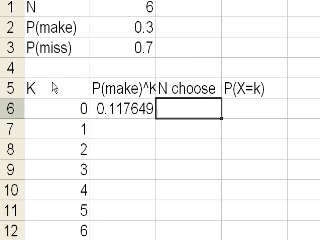 1 N 6
2 P(make) 0.3
3 P(miss) 0.7
4
5 K P(make)^K N choose P(X=k)
6 0 0.117649
7 1
8 2
9 3
10 4
11 5
12 6